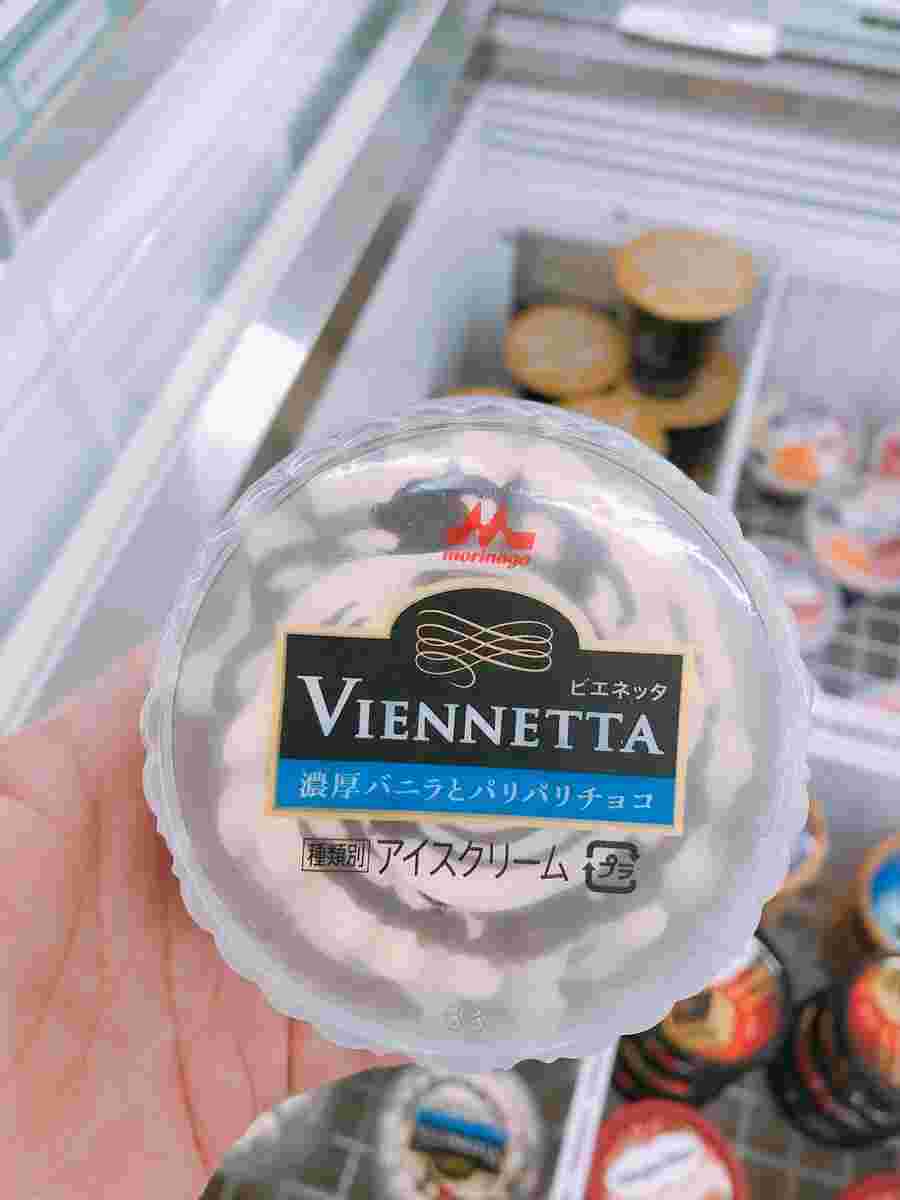 morinaga
ビエネッタ
VIENNETTA
濃厚バニラとパリパリチョコ
種類別 アイスクリーム プラ
33